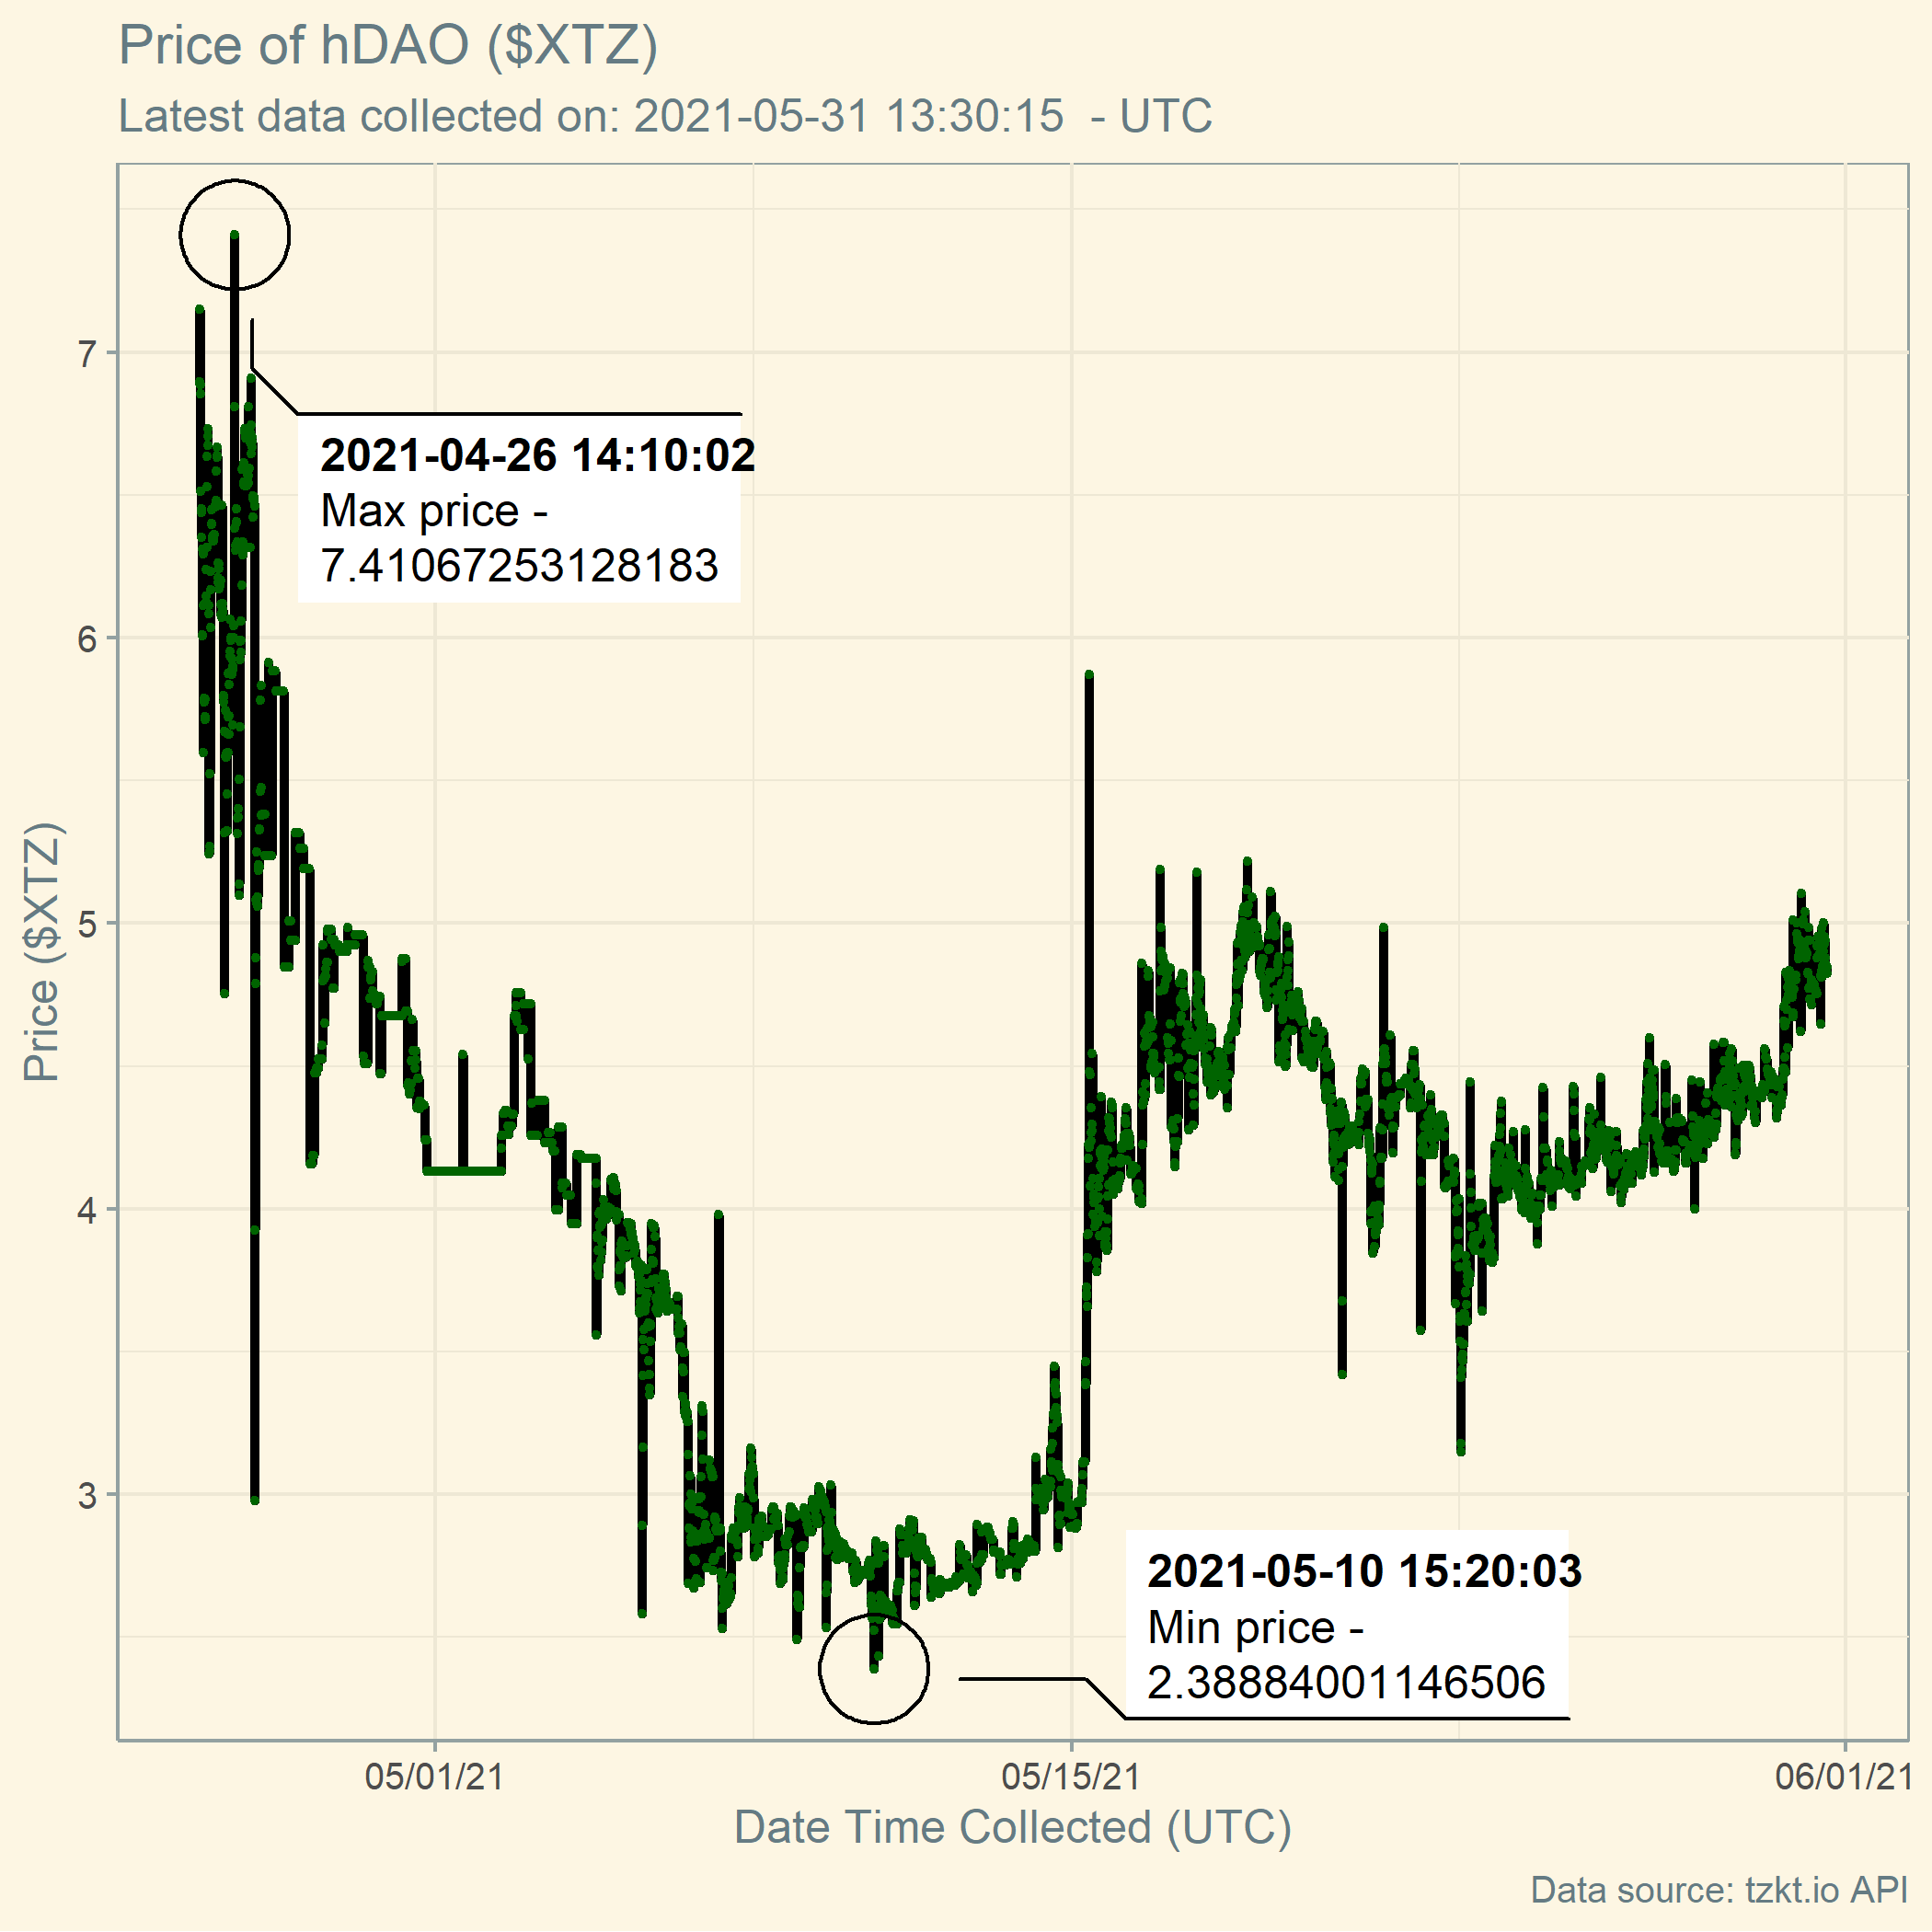 Price of hDAO ($XTZ)
Latest data collected on: 2021-05-31 13:30:15  - UTC
Price ($XTZ)
7
6
5
4
3
2021-04-26 14:10:02
Max price -
7.41067253128183
2021-05-10 15:20:03
Min price -
2.38884001146506
05/01/21
05/15/21
06/01/21
Date Time Collected (UTC)
Data source: tzkt.io API